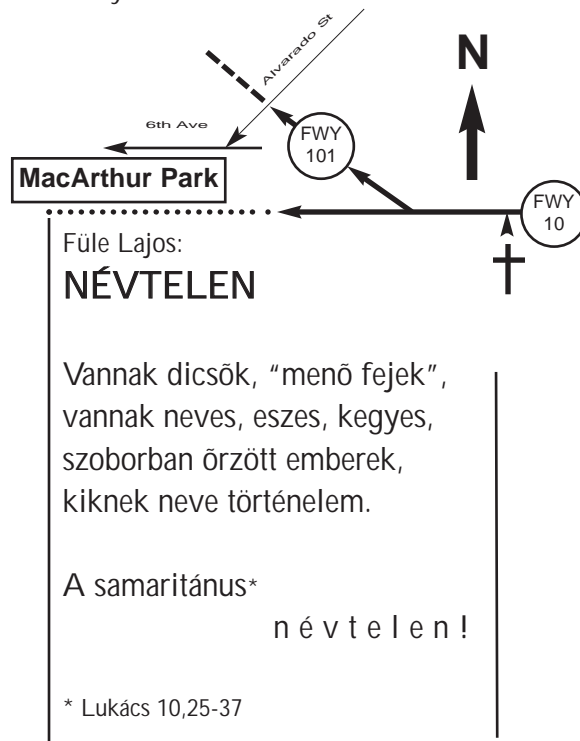 Alvarado St
N
6th Ave
FWY
101
MacArthur Park
FWY
10
Füle Lajos:
NÉVTELEN
Vannak dicsõk, “menõ fejek”,
vannak neves, eszes, kegyes,
szoborban õrzött emberek,
kiknek neve történelem.
A samaritánus*
névtelen!
* Lukács 10,25-37